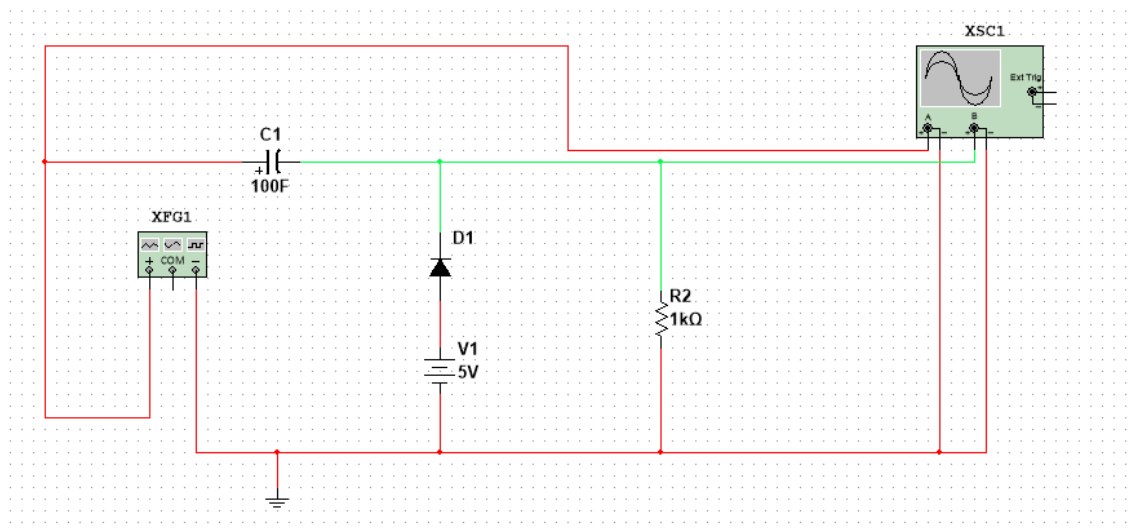 XSC1
Ext Trig
+
-
A
B
+ - + -
C1
+
100F
XFG1
+ COM -
D1
R2
1kΩ
V1
5V